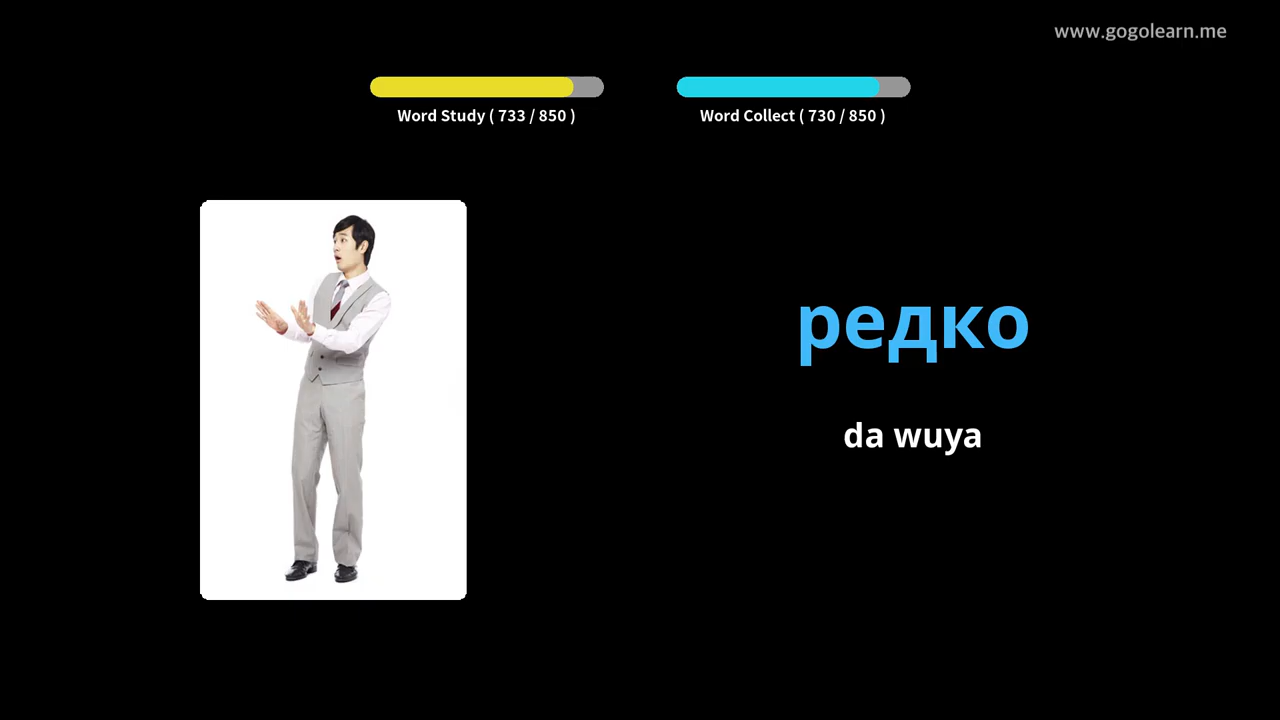 www.gogolearn.me
Word Study ( 733 / 850 )
Word Collect ( 730 / 850 )
редко
da wuya